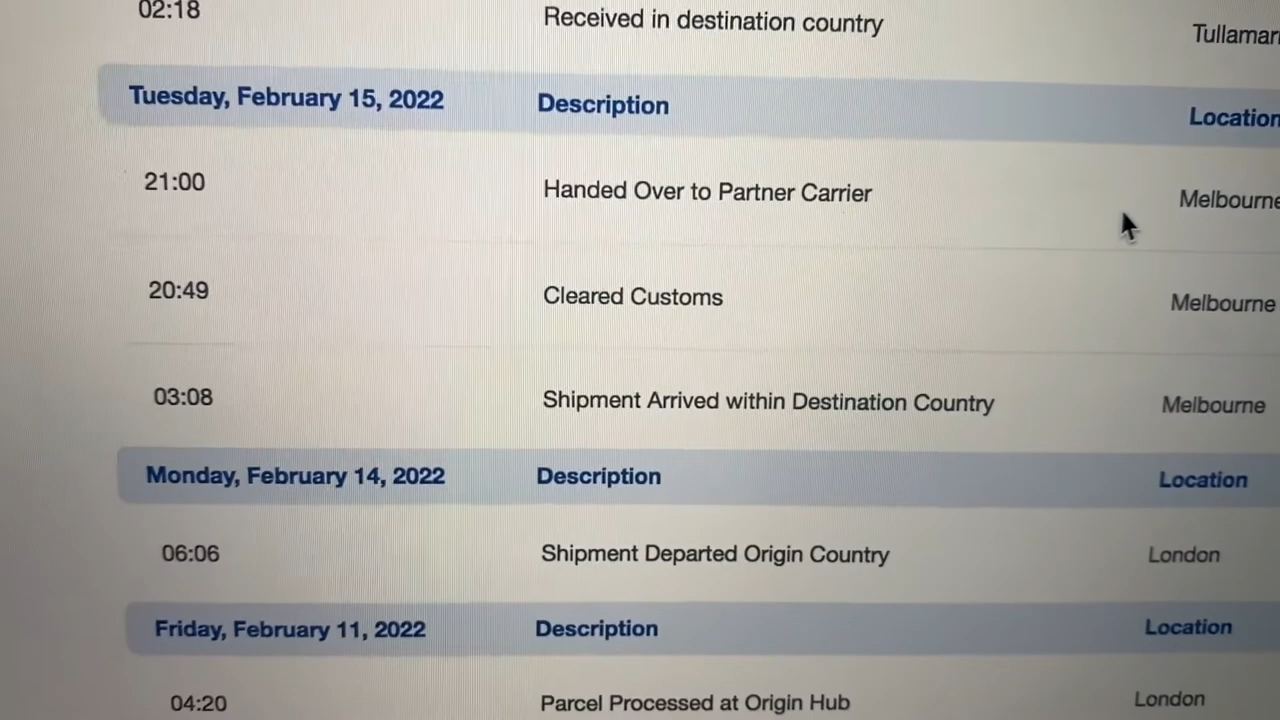 02:18 Received in destination country
Tuesday, February 15, 2022 Description Location
21:00 Handed Over to Partner Carrier Melbourne
20:49 Cleared Customs Melbourne
03:08 Shipment Arrived within Destination Country Melbourne
Monday, February 14, 2022 Description Location
06:06 Shipment Departed Origin Country London
Friday, February 11, 2022 Description Location
04:20 Parcel Processed at Origin Hub London